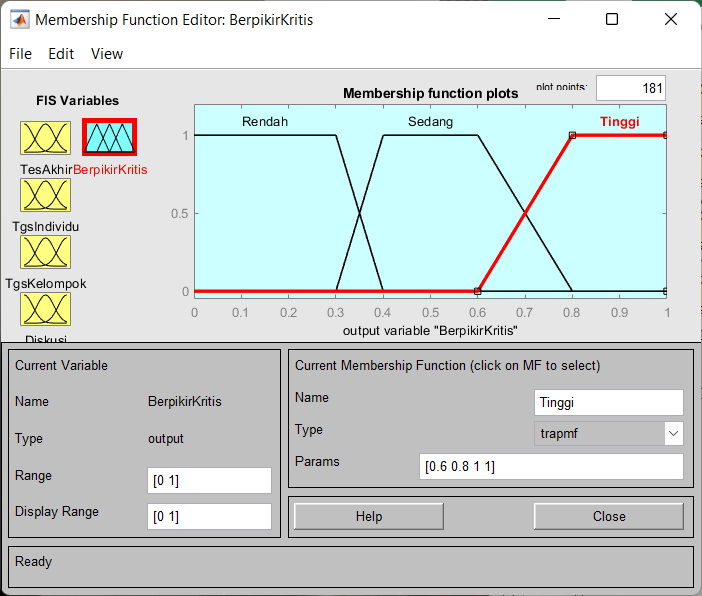 Membership Function Editor: BerpikirKritis
File Edit View
FIS Variables
TesAkhir
BerpikirKritis
TgsIndividu
TgsKelompok
Diskusi
Membership function plots
plot points:
181
Rendah
Sedang
Tinggi
1
0.5
0
0 0.1 0.2 0.3 0.4 0.5 0.6 0.7 0.8 0.9 1
output variable "BerpikirKritis"
Current Variable
Name BerpikirKritis
Type output
Range [0 1]
Display Range [0 1]
Current Membership Function (click on MF to select)
Name Tinggi
Type trapmf
Params [0.6 0.8 1 1]
Help Close
Ready